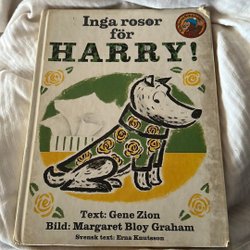 Inga rosor
för
HARRY!
Text: Gene Zion
Bild: Margaret Bloy Graham
Svensk text: Erna Knutsson